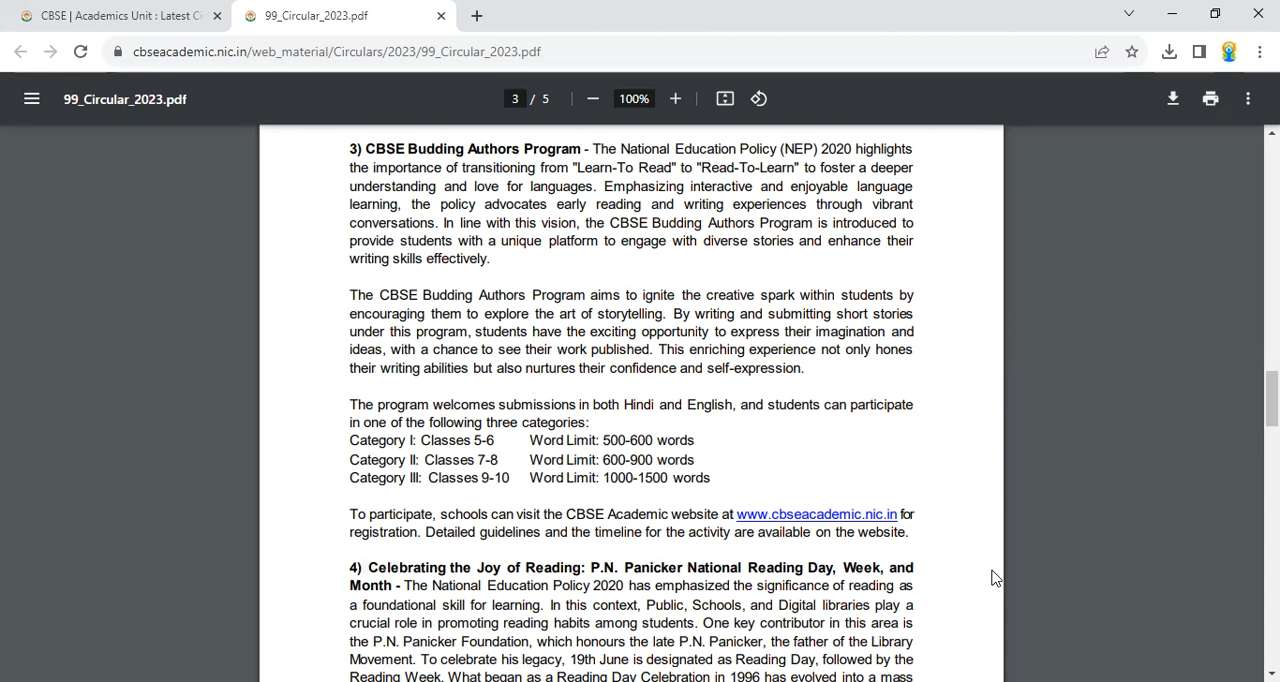 CBSE | Academics Unit : Latest Ci
99_Circular_2023.pdf
cbseacademic.nic.in/web_material/Circulars/2023/99_Circular_2023.pdf
99_Circular_2023.pdf
3 / 5
100%
3) CBSE Budding Authors Program - The National Education Policy (NEP) 2020 highlights
the importance of transitioning from "Learn-To Read" to "Read-To-Learn" to foster a deeper
understanding and love for languages. Emphasizing interactive and enjoyable language
learning, the policy advocates early reading and writing experiences through vibrant
conversations. In line with this vision, the CBSE Budding Authors Program is introduced to
provide students with a unique platform to engage with diverse stories and enhance their
writing skills effectively.
The CBSE Budding Authors Program aims to ignite the creative spark within students by
encouraging them to explore the art of storytelling. By writing and submitting short stories
under this program, students have the exciting opportunity to express their imagination and
ideas, with a chance to see their work published. This enriching experience not only hones
their writing abilities but also nurtures their confidence and self-expression.
The program welcomes submissions in both Hindi and English, and students can participate
in one of the following three categories:
Category I: Classes 5-6 Word Limit: 500-600 words
Category II: Classes 7-8 Word Limit: 600-900 words
Category III: Classes 9-10 Word Limit: 1000-1500 words
To participate, schools can visit the CBSE Academic website at www.cbseacademic.nic.in for
registration. Detailed guidelines and the timeline for the activity are available on the website.
4) Celebrating the Joy of Reading: P.N. Panicker National Reading Day, Week, and
Month - The National Education Policy 2020 has emphasized the significance of reading as
a foundational skill for learning. In this context, Public, Schools, and Digital libraries play a
crucial role in promoting reading habits among students. One key contributor in this area is
the P.N. Panicker Foundation, which honours the late P.N. Panicker, the father of the Library
Movement. To celebrate his legacy, 19th June is designated as Reading Day, followed by the
Reading Week. What began as a Reading Day Celebration in 1996 has evolved into a mass